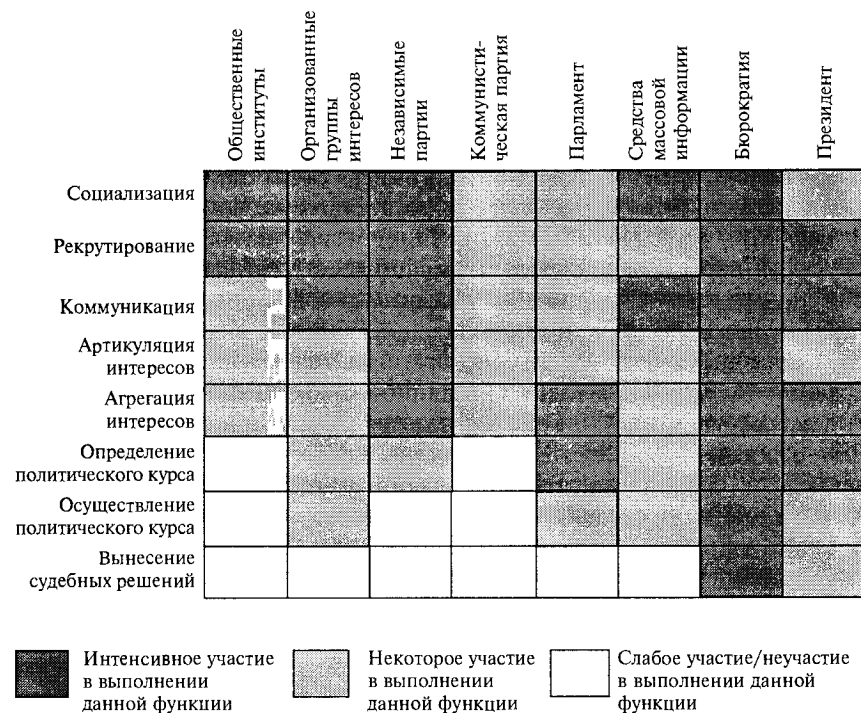 Общественные
институты
Организованные
группы
интересов
Независимые
партии
Коммунисти-
ческая партия
Парламент
Средства
массовой
информации
Бюрократия
Президент
Социализация
Рекрутирование
Коммуникация
Артикуляция
интересов
Агрегация
интересов
Определение
политического курса
Осуществление
политического курса
Вынесение
судебных решений
Интенсивное участие
в выполнении
данной функции
Некоторое участие
в выполнении
данной функции
Слабое участие/неучастие
в выполнении данной
функции